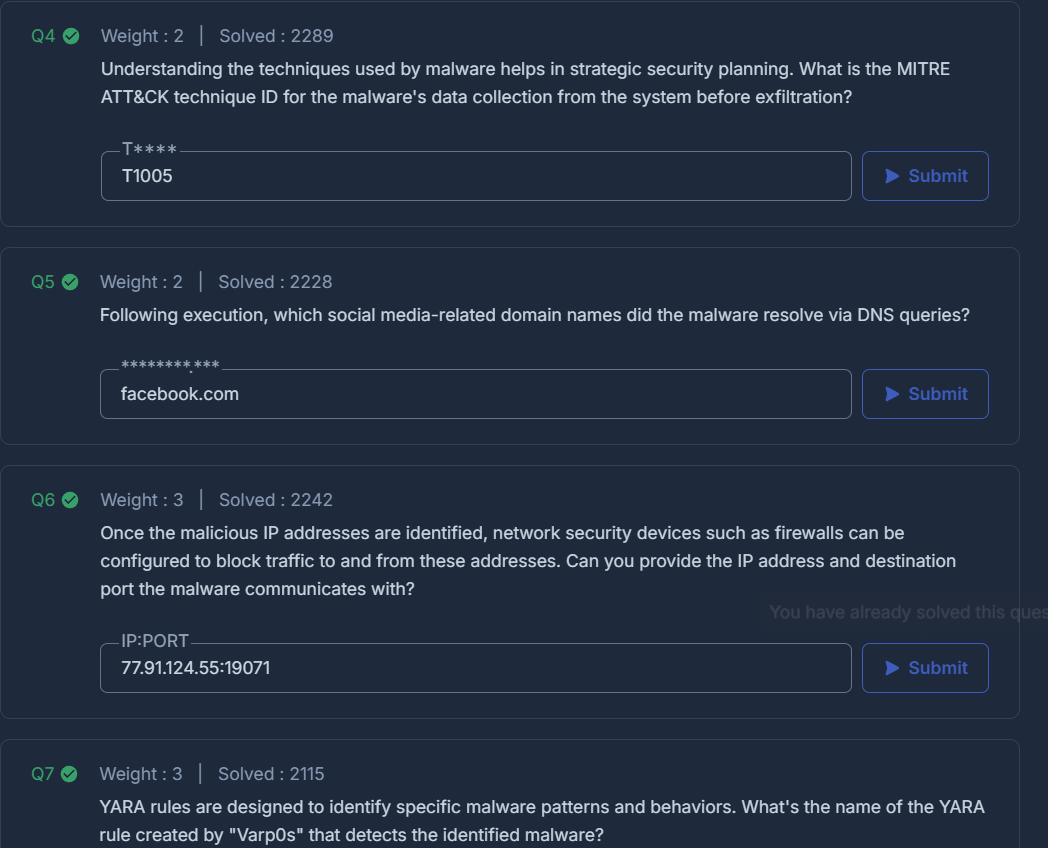 Q4 Weight : 2 | Solved : 2289
Understanding the techniques used by malware helps in strategic security planning. What is the MITRE
ATT&CK technique ID for the malware's data collection from the system before exfiltration?
T****
T1005
Submit
Q5 Weight : 2 | Solved : 2228
Following execution, which social media-related domain names did the malware resolve via DNS queries?
********.***
facebook.com
Submit
Q6 Weight : 3 | Solved : 2242
Once the malicious IP addresses are identified, network security devices such as firewalls can be
configured to block traffic to and from these addresses. Can you provide the IP address and destination
port the malware communicates with?
You have already solved this ques
IP:PORT
77.91.124.55:19071
Submit
Q7 Weight : 3 | Solved : 2115
YARA rules are designed to identify specific malware patterns and behaviors. What's the name of the YARA
rule created by "Varp0s" that detects the identified malware?